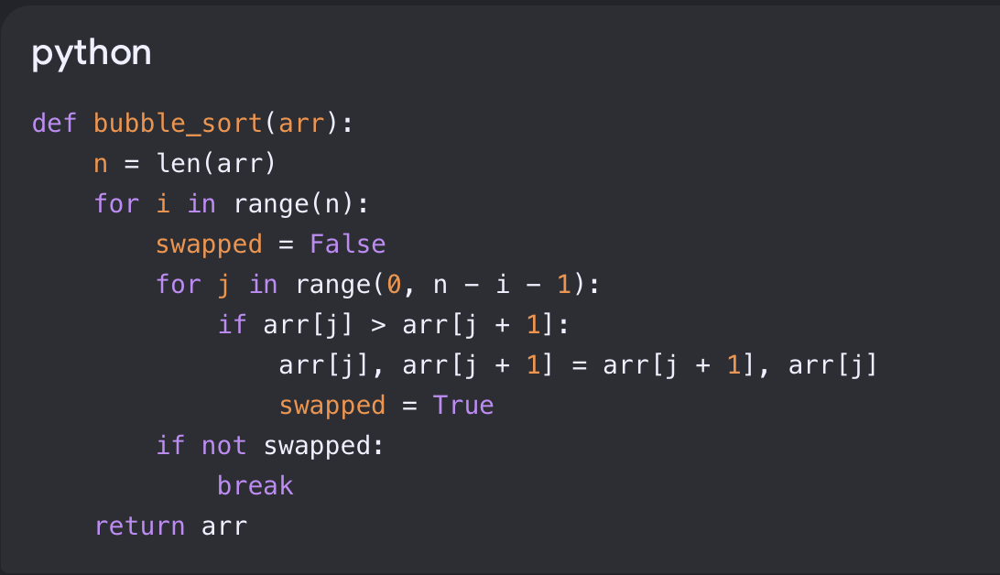 python
def bubble_sort(arr):
    n = len(arr)
    for i in range(n):
        swapped = False
        for j in range(0, n - i - 1):
            if arr[j] > arr[j + 1]:
                arr[j], arr[j + 1] = arr[j + 1], arr[j]
                swapped = True
        if not swapped:
            break
    return arr